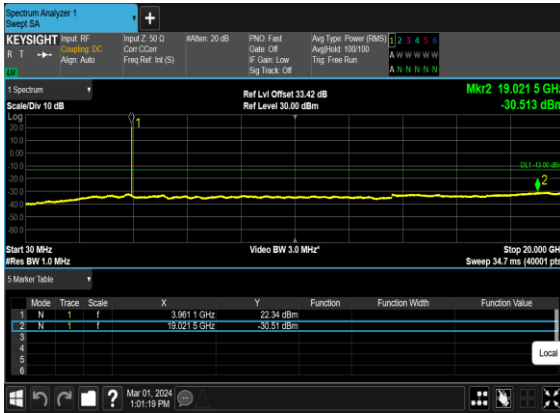 Spectrum Analyzer 1
Swept SA
KEYSIGHT
R T
Input: RF
Coupling: DC
Align: Auto
Input Z: 50 Ω
Corr CCorr
Freq Ref: Int (S)
#Atten: 20 dB
PNO: Fast
Gate: Off
IF Gain: Low
Sig Track: Off
Avg Type: Power (RMS)
Avg|Hold: 100/100
Trig: Free Run
1 2 3 4 5 6
A W W W W W
A N N N N N
1 Spectrum
Scale/Div 10 dB
Ref Lvl Offset 33.42 dB
Ref Level 30.00 dBm
Mkr2 19.021 5 GHz
-30.513 dBm
Log
20.0
10.0
0.00
-10.0
-20.0
-30.0
-40.0
-50.0
-60.0
1
DL1 -13.00 dBm
2
Start 30 MHz
#Res BW 1.0 MHz
Video BW 3.0 MHz*
Stop 20.000 GH
Sweep 34.7 ms (40001 pts
5 Marker Table
Mode Trace Scale X Y Function Function Width Function Value
1 N 1 f 3.961 1 GHz 22.34 dBm
2 N 1 f 19.021 5 GHz -30.51 dBm
3
4
5
6
Local
?
Mar 01, 2024
1:01:19 PM